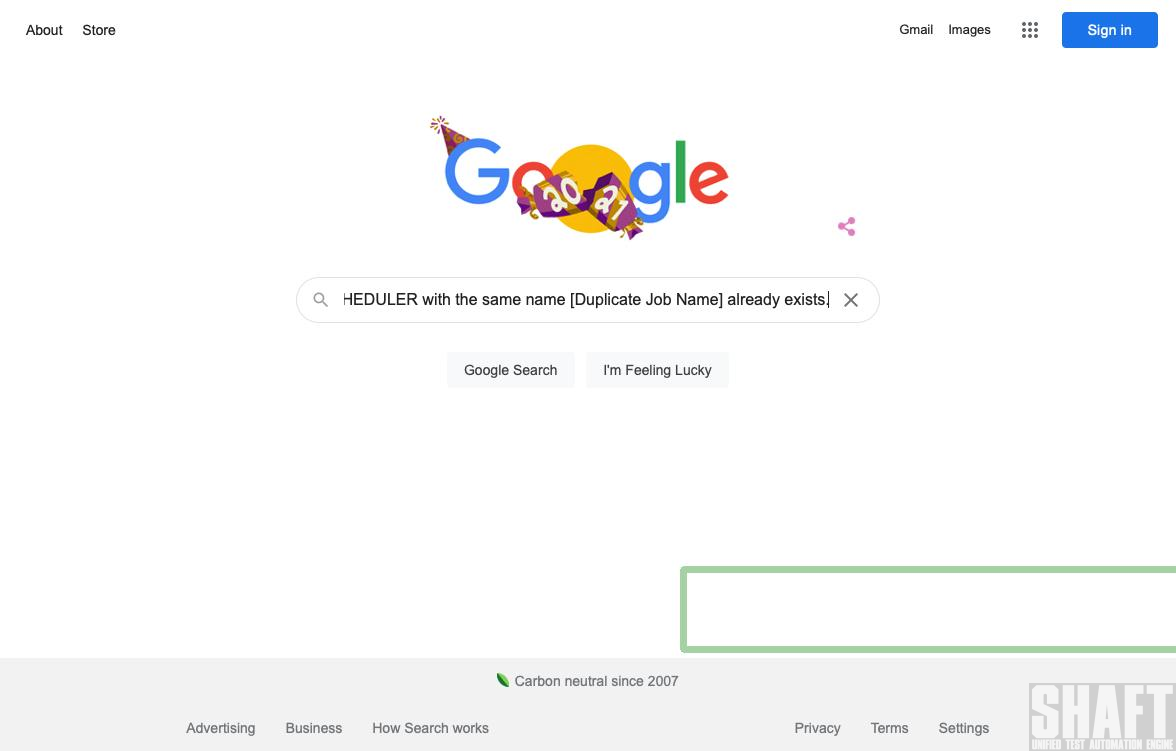 About Store
Gmail Images
Sign in
Google
20 21
HEDULER with the same name [Duplicate Job Name] already exists.
Google Search
I'm Feeling Lucky
Carbon neutral since 2007
Advertising Business How Search works
Privacy Terms Settings
SHAFT
UNIFIED TEST AUTOMATION ENGINE